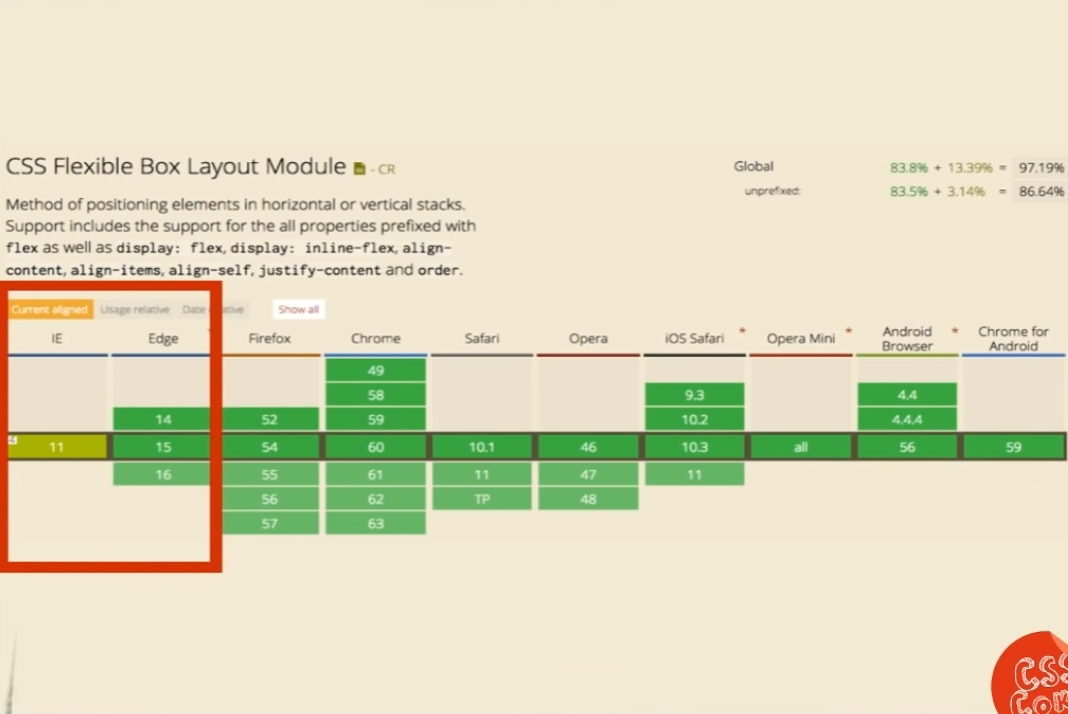 CSS Flexible Box Layout Module - CR
Global 83.8% + 13.39% = 97.19%
unprefixed: 83.5% + 3.14% = 86.64%
Method of positioning elements in horizontal or vertical stacks.
Support includes the support for the all properties prefixed with
flex as well as display: flex, display: inline-flex, align-
content, align-items, align-self, justify-content and order.
Current aligned Usage relative Date Show all
IE Edge Firefox Chrome Safari Opera iOS Safari * Opera Mini * Android Browser * Chrome for Android
49
58 9.3 4.4
14 52 59 10.2 4.4.4
11 15 54 60 10.1 46 10.3 all 56 59
16 55 61 11 47 11
56 62 TP 48
57 63
CSS